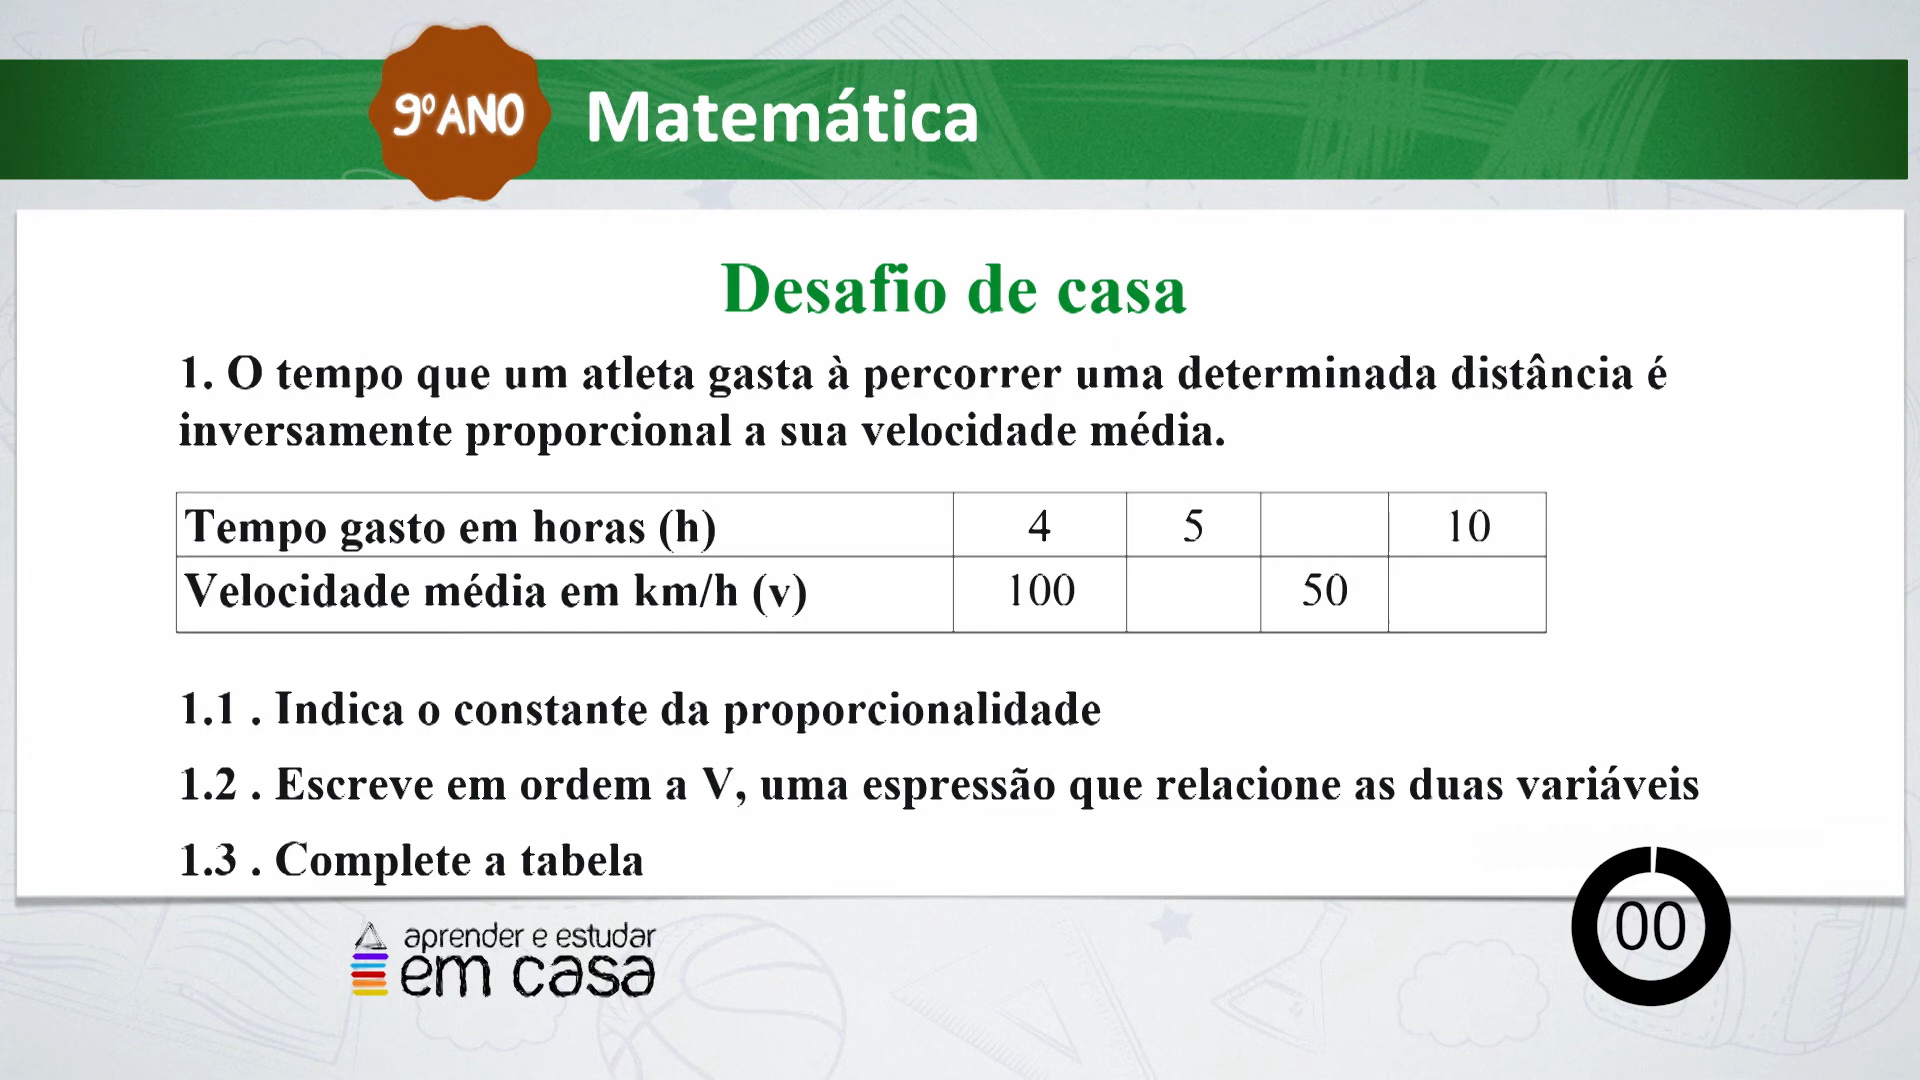 9ºANO
Matemática
Desafio de casa
1. O tempo que um atleta gasta à percorrer uma determinada distância é
inversamente proporcional a sua velocidade média.
Tempo gasto em horas (h) 4 5 10
Velocidade média em km/h (v) 100 50
1.1 . Indica o constante da proporcionalidade
1.2 . Escreve em ordem a V, uma espressão que relacione as duas variáveis
1.3 . Complete a tabela
00
aprender e estudar
em casa